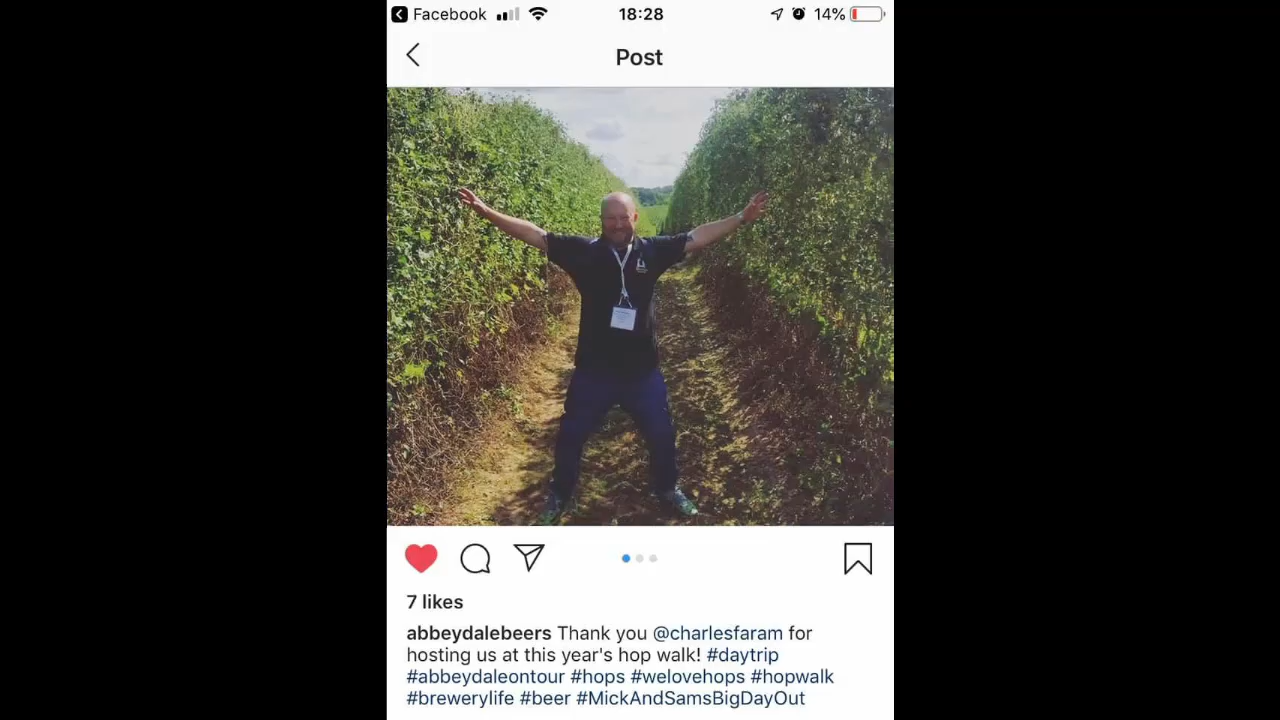 Facebook 18:28 14%
Post
7 likes
abbeydalebeers Thank you @charlesfaram for
hosting us at this year's hop walk! #daytrip
#abbeydaleontour #hops #welovehops #hopwalk
#brewerylife #beer #MickAndSamsBigDayOut